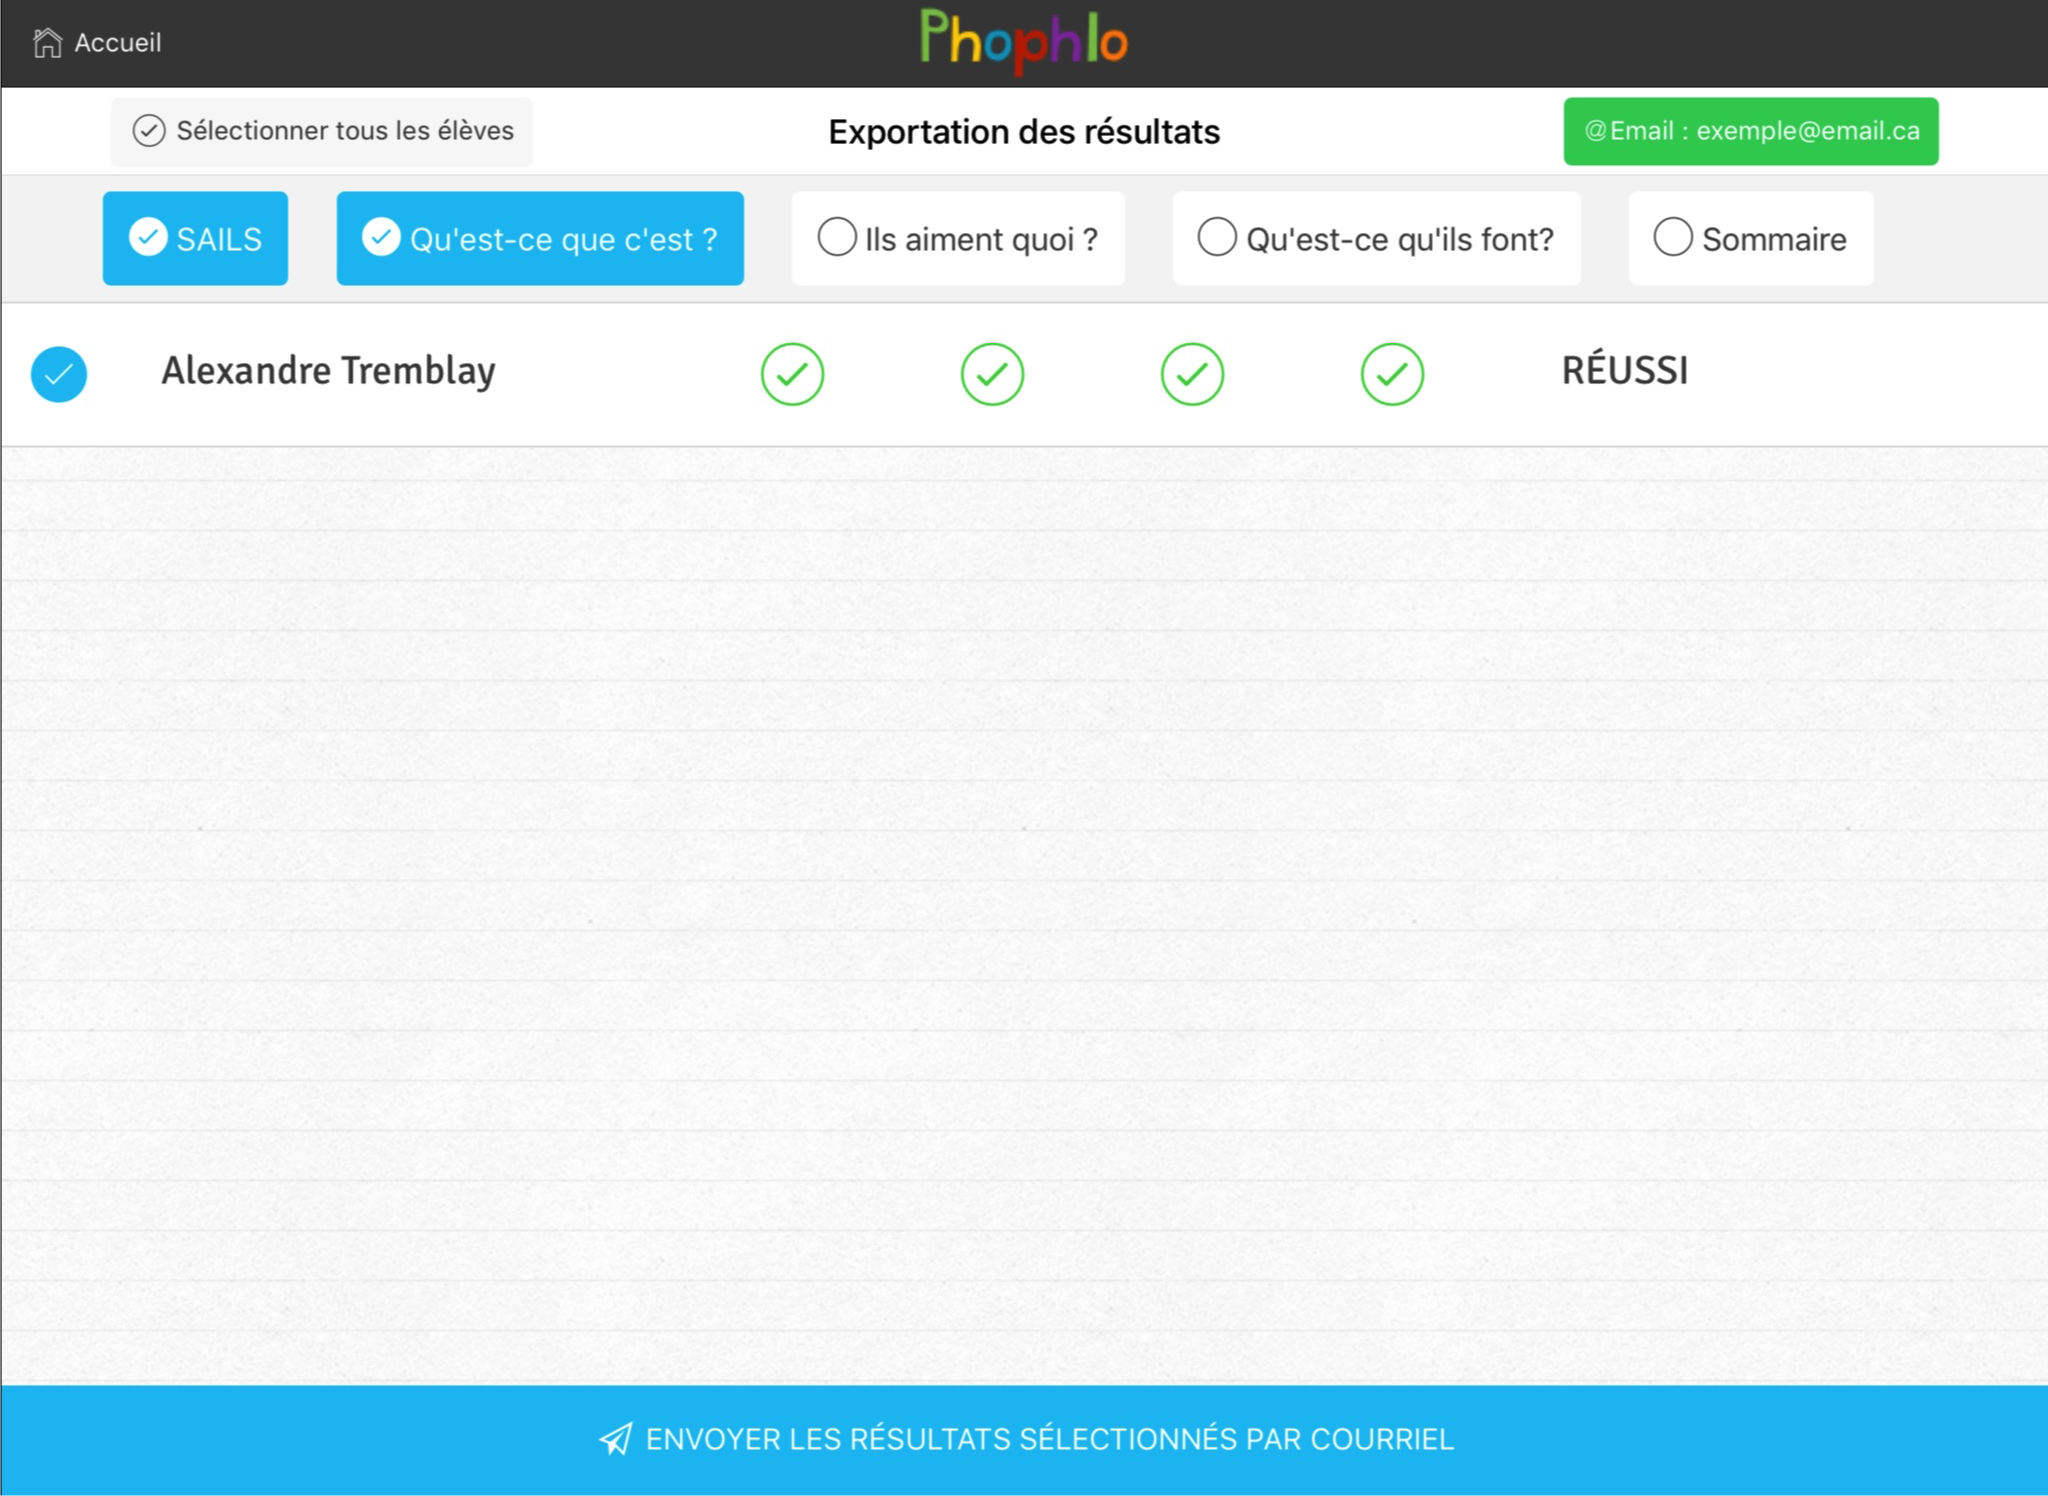 Accueil
Phophlo
Sélectionner tous les élèves
Exportation des résultats
@Email : exemple@email.ca
SAILS
Qu'est-ce que c'est ?
Ils aiment quoi ?
Qu'est-ce qu'ils font?
Sommaire
Alexandre Tremblay
RÉUSSI
ENVOYER LES RÉSULTATS SÉLECTIONNÉS PAR COURRIEL